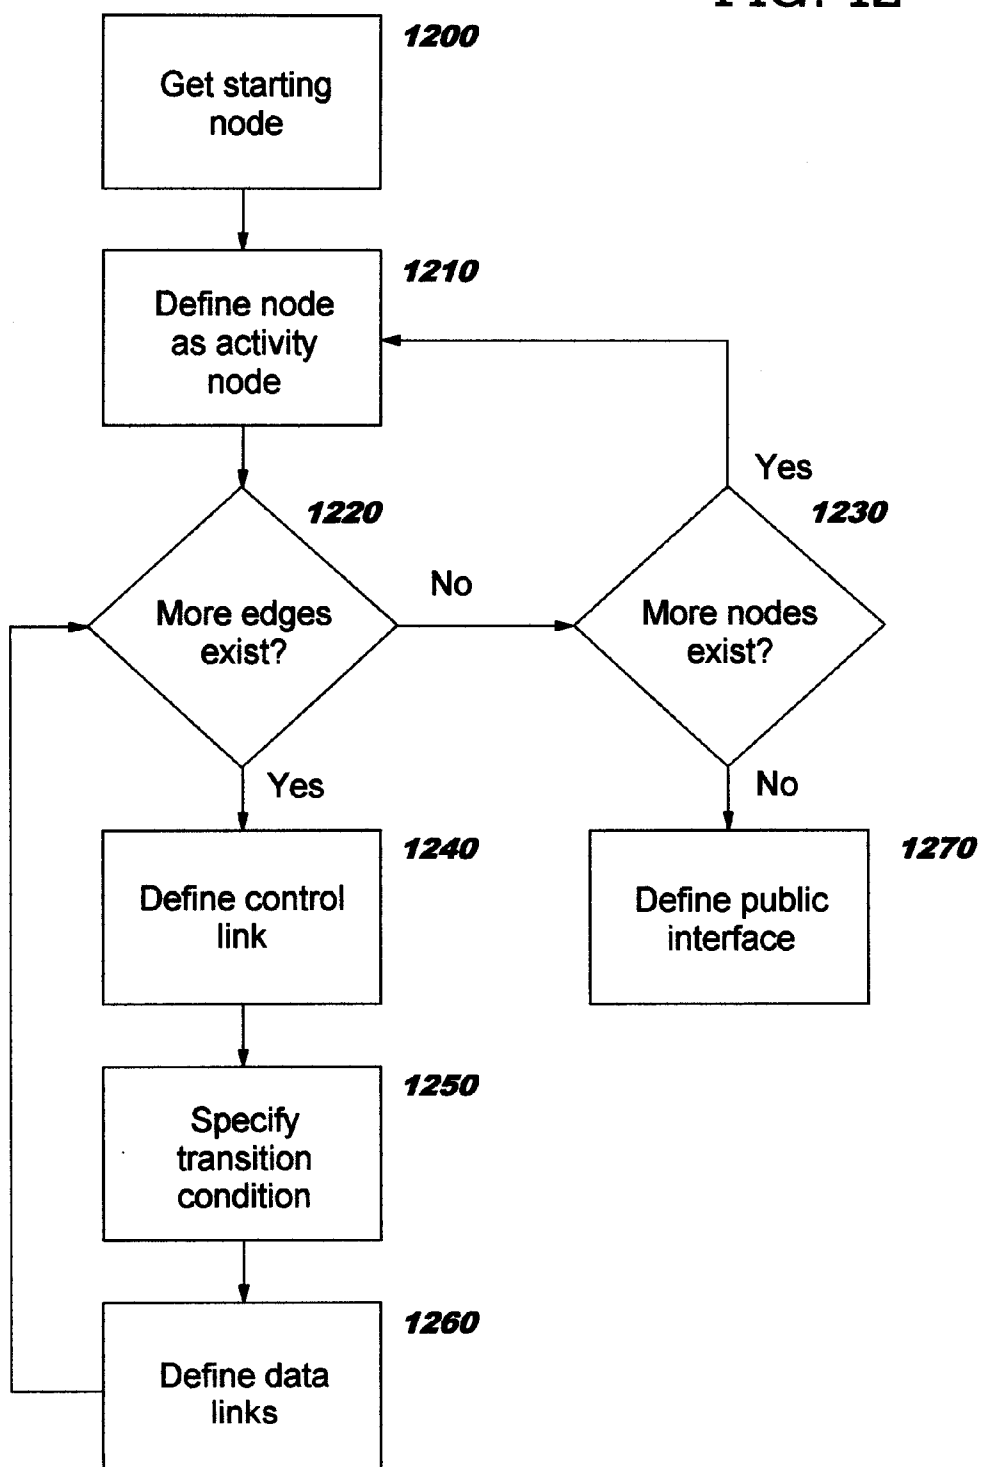 1200
Get starting
node
1210
Define node
as activity
node
Yes
1220
1230
No
More edges
exist?
More nodes
exist?
Yes
No
1240
1270
Define control
link
Define public
interface
1250
Specify
transition
condition
1260
Define data
links